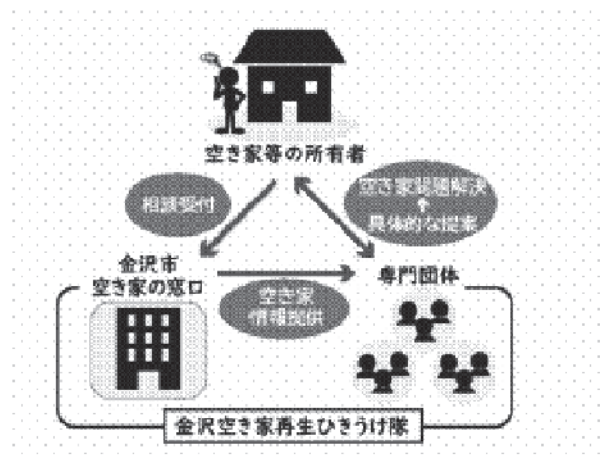 空き家等の所有者
相談受付
空き家問題解決
↑
具体的な提案
金沢市
空き家の窓口
空き家
情報提供
専門団体
金沢空き家再生ひきうけ隊